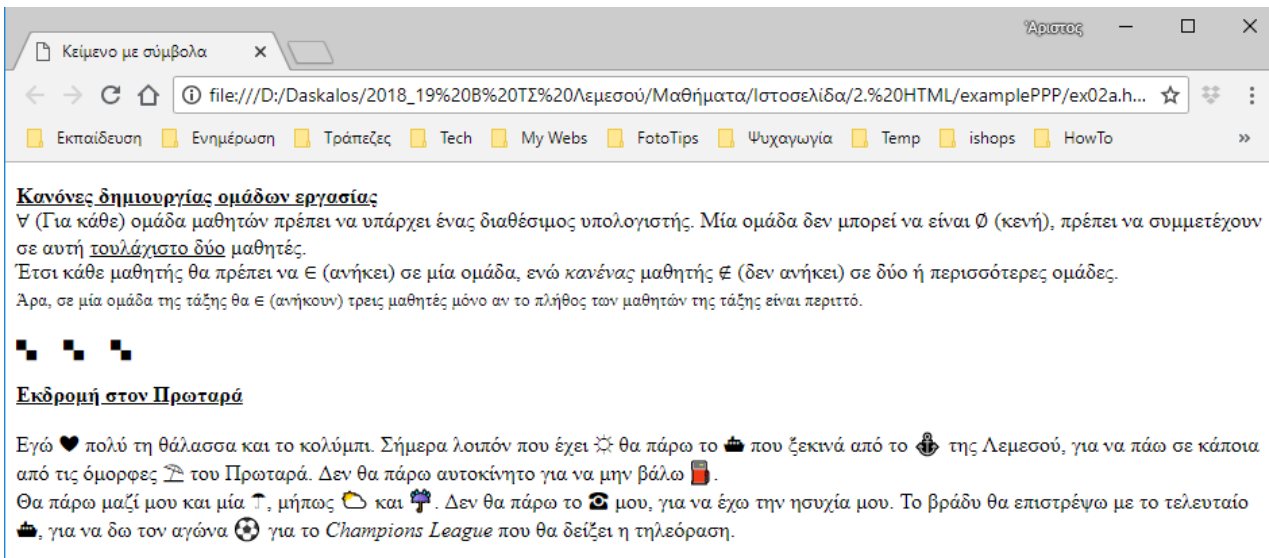 Άριστος
Κείμενο με σύμβολα
file:///D:/Daskalos/2018_19%20Β%20ΤΣ%20Λεμεσού/Μαθήματα/Ιστοσελίδα/2.%20HTML/examplePPP/ex02a.h...
Εκπαίδευση Ενημέρωση Τράπεζες Tech My Webs FotoTips Ψυχαγωγία Temp ishops HowTo »
Κανόνες δημιουργίας ομάδων εργασίας
∀ (Για κάθε) ομάδα μαθητών πρέπει να υπάρχει ένας διαθέσιμος υπολογιστής. Μία ομάδα δεν μπορεί να είναι ∅ (κενή), πρέπει να συμμετέχουν
σε αυτή τουλάχιστο δύο μαθητές.
Έτσι κάθε μαθητής θα πρέπει να ∈ (ανήκει) σε μία ομάδα, ενώ κανένας μαθητής ∉ (δεν ανήκει) σε δύο ή περισσότερες ομάδες.
Άρα, σε μία ομάδα της τάξης θα ∈ (ανήκουν) τρεις μαθητές μόνο αν το πλήθος των μαθητών της τάξης είναι περιττό.
▚ ▚ ▚
Εκδρομή στον Πρωταρά
Εγώ ♥ πολύ τη θάλασσα και το κολύμπι. Σήμερα λοιπόν που έχει ☼ θα πάρω το ⛴ που ξεκινά από το ⚓ της Λεμεσού, για να πάω σε κάποια
από τις όμορφες ⛱ του Πρωταρά. Δεν θα πάρω αυτοκίνητο για να μην βάλω ⛽.
Θα πάρω μαζί μου και μία ☂, μήπως ⛅ και ☔. Δεν θα πάρω το ☎ μου, για να έχω την ησυχία μου. Το βράδυ θα επιστρέψω με το τελευταίο
⛴, για να δω τον αγώνα ⚽ για το Champions League που θα δείξει η τηλεόραση.